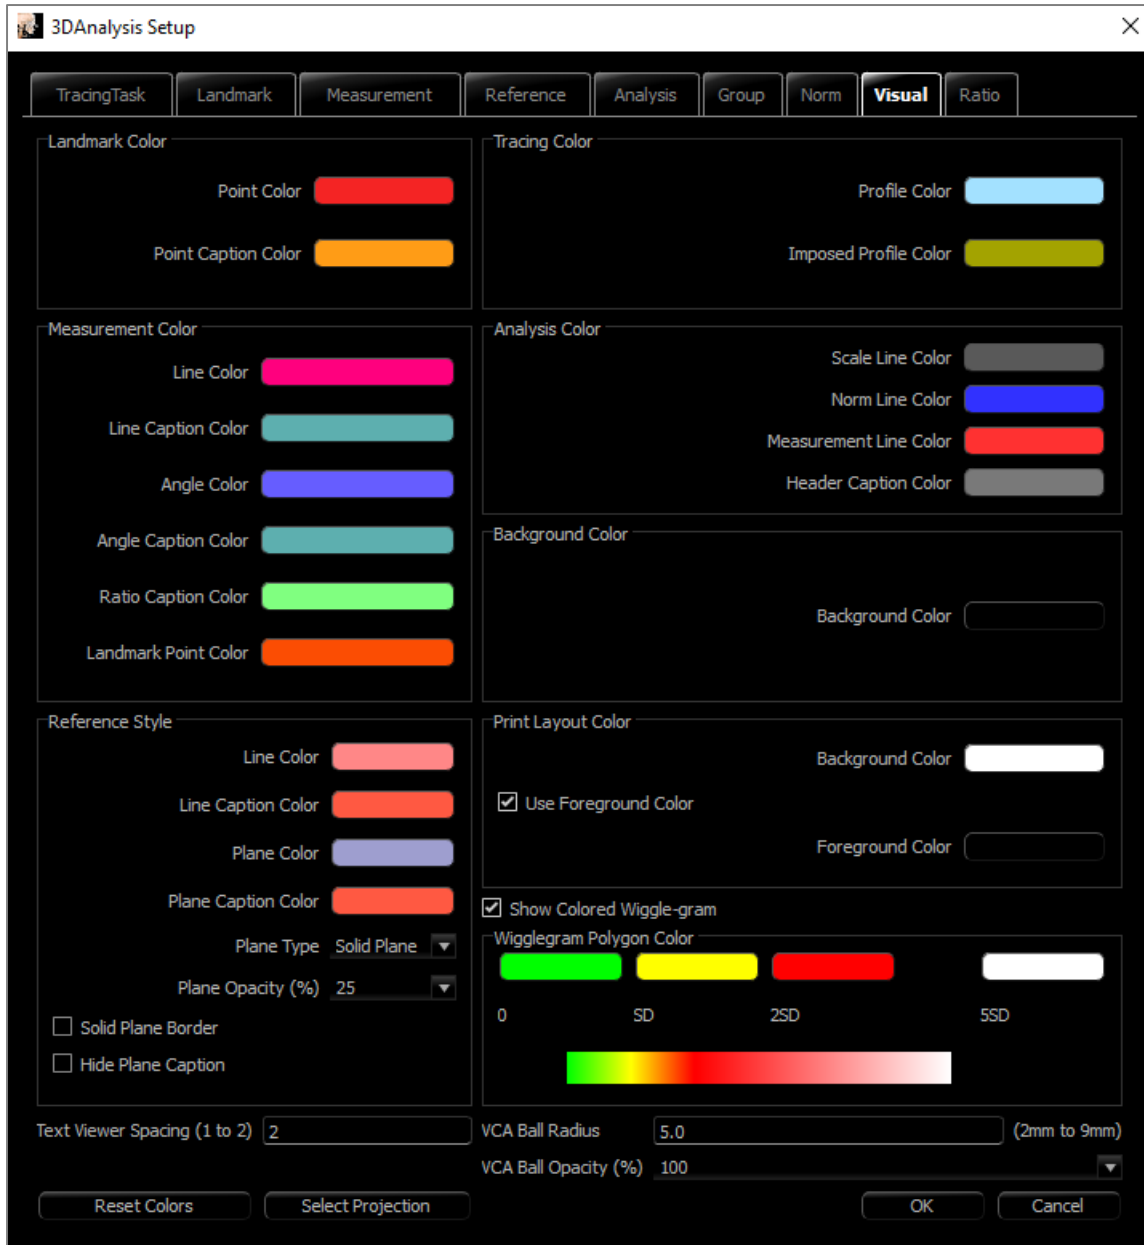 3DAnalysis Setup
TracingTask Landmark Measurement Reference Analysis Group Norm Visual Ratio
Landmark Color
Point Color
Point Caption Color
Tracing Color
Profile Color
Imposed Profile Color
Measurement Color
Line Color
Line Caption Color
Angle Color
Angle Caption Color
Ratio Caption Color
Landmark Point Color
Analysis Color
Scale Line Color
Norm Line Color
Measurement Line Color
Header Caption Color
Background Color
Background Color
Reference Style
Line Color
Line Caption Color
Plane Color
Plane Caption Color
Plane Type Solid Plane
Plane Opacity (%) 25
Solid Plane Border
Hide Plane Caption
Print Layout Color
Background Color
Use Foreground Color
Foreground Color
Show Colored Wiggle-gram
Wigglegram Polygon Color
0 SD 2SD 5SD
Text Viewer Spacing (1 to 2) 2
VCA Ball Radius 5.0 (2mm to 9mm)
VCA Ball Opacity (%) 100
Reset Colors Select Projection OK Cancel